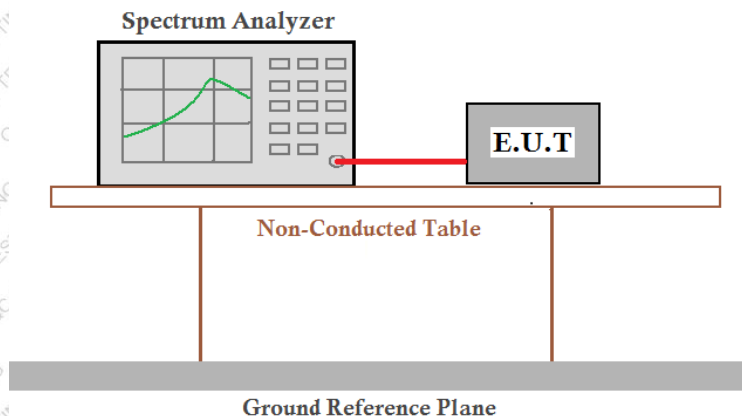 Spectrum Analyzer
E.U.T
Non-Conducted Table
Ground Reference Plane